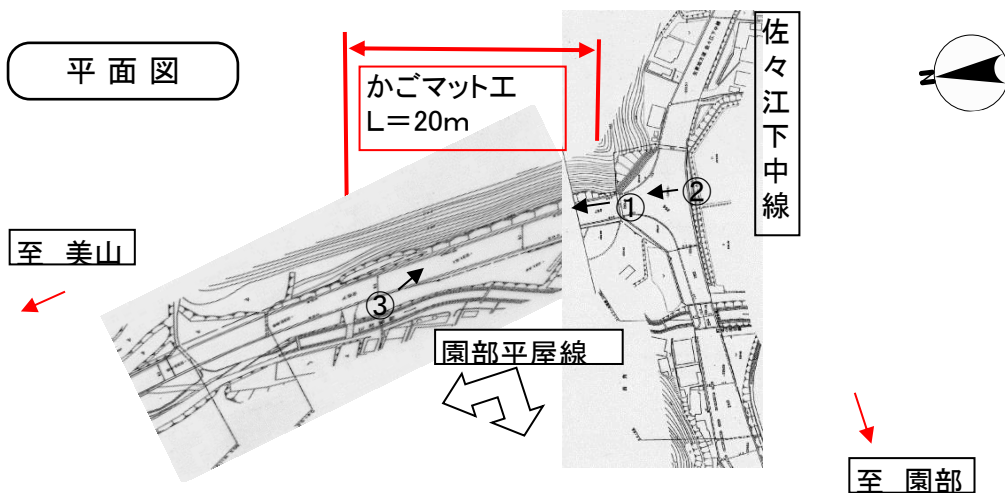 平面図
かごマット工
L=20m
佐々江下中線
N
①
②
至 美山
③
園部平屋線
至 園部